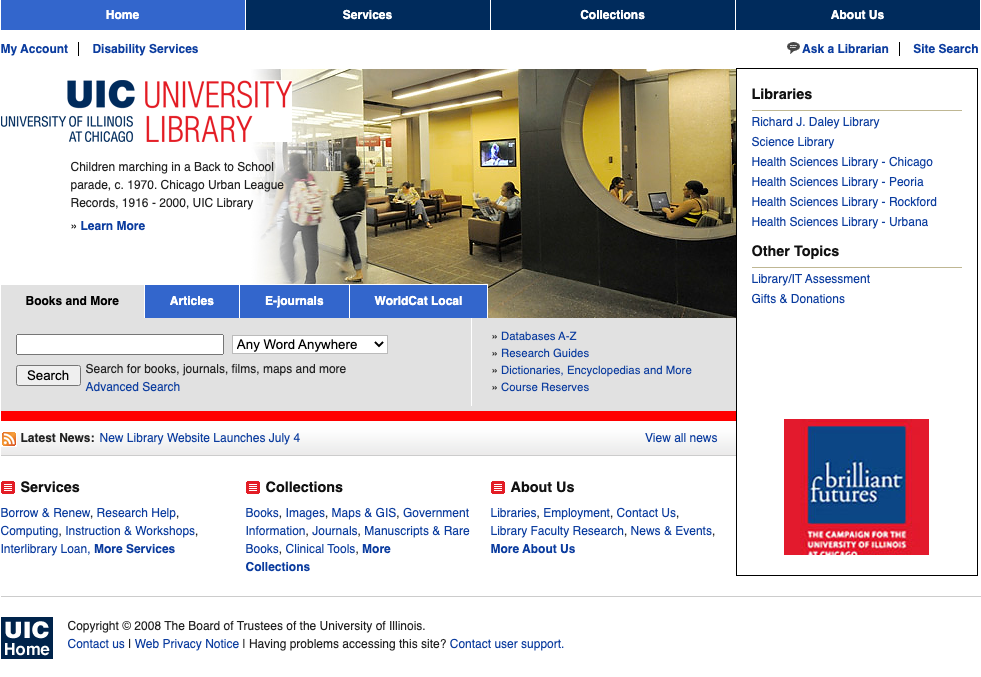 Home
Services
Collections
About Us
My Account
Disability Services
Ask a Librarian
Site Search
UIC UNIVERSITY
UNIVERSITY OF ILLINOIS
AT CHICAGO
LIBRARY
Children marching in a Back to School
parade, c. 1970. Chicago Urban League
Records, 1916 - 2000, UIC Library
» Learn More
Books and More
Articles
E-journals
WorldCat Local
Any Word Anywhere
Search
Search for books, journals, films, maps and more
Advanced Search
» Databases A-Z
» Research Guides
» Dictionaries, Encyclopedias and More
» Course Reserves
Libraries
Richard J. Daley Library
Science Library
Health Sciences Library - Chicago
Health Sciences Library - Peoria
Health Sciences Library - Rockford
Health Sciences Library - Urbana
Other Topics
Library/IT Assessment
Gifts & Donations
brilliant
futures
THE CAMPAIGN FOR THE
UNIVERSITY OF ILLINOIS
AT CHICAGO
Latest News: New Library Website Launches July 4
View all news
Services
Borrow & Renew, Research Help,
Computing, Instruction & Workshops,
Interlibrary Loan, More Services
Collections
Books, Images, Maps & GIS, Government
Information, Journals, Manuscripts & Rare
Books, Clinical Tools, More
Collections
About Us
Libraries, Employment, Contact Us,
Library Faculty Research, News & Events,
More About Us
UIC
Home
Copyright © 2008 The Board of Trustees of the University of Illinois.
Contact us | Web Privacy Notice | Having problems accessing this site? Contact user support.